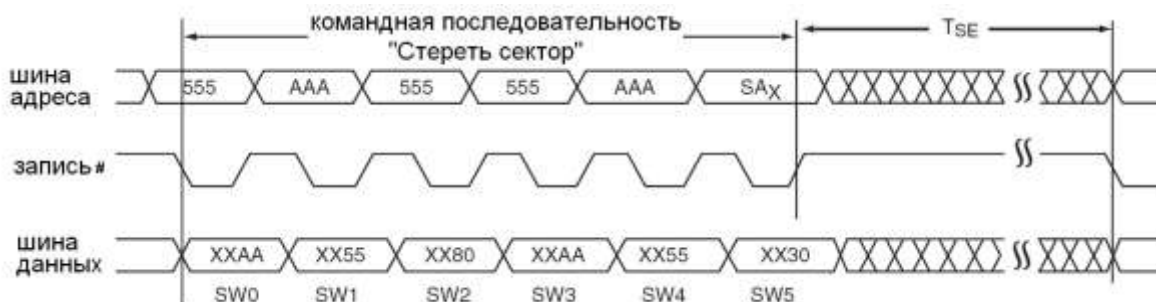 командная последовательность
"Стереть сектор"
TSE
шина
адреса
555 AAA 555 555 AAA SAX
запись#
шина
данных
XXAA XX55 XX80 XXAA XX55 XX30
SW0 SW1 SW2 SW3 SW4 SW5